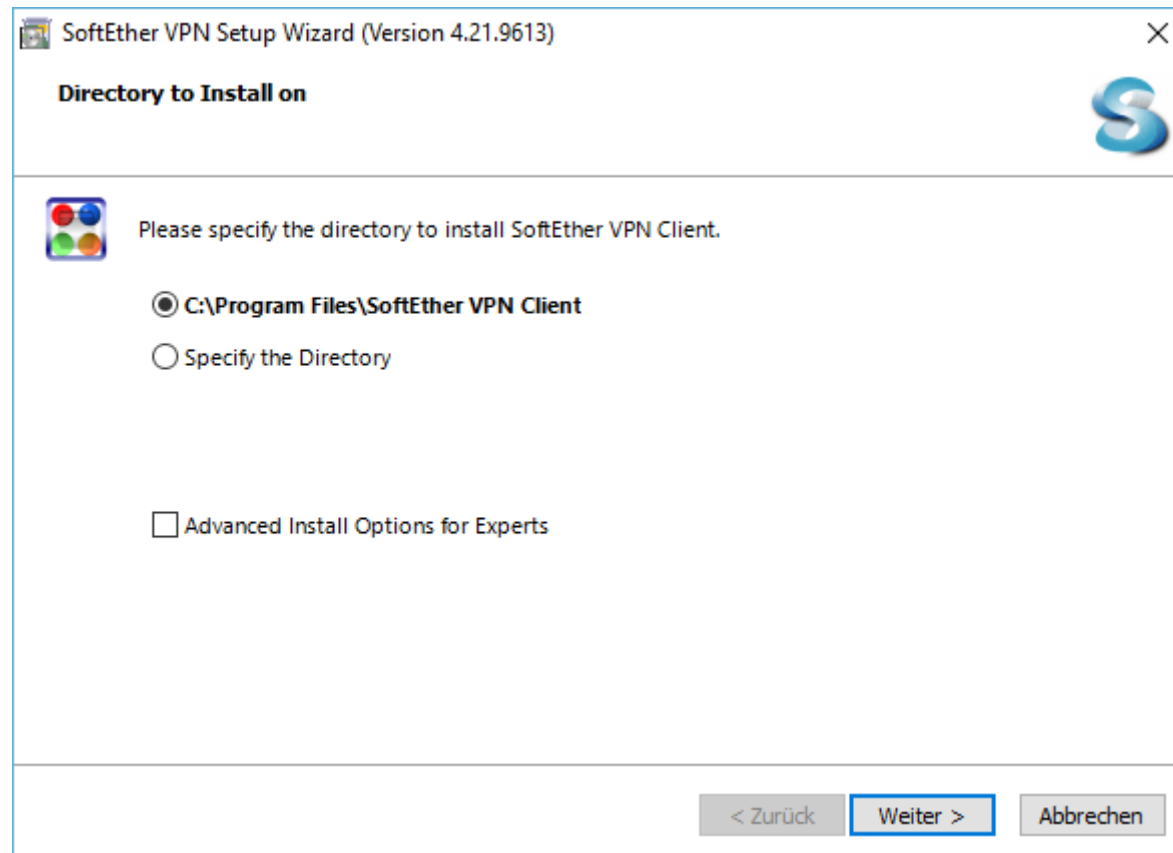 SoftEther VPN Setup Wizard (Version 4.21.9613)
Directory to Install on
Please specify the directory to install SoftEther VPN Client.
C:\Program Files\SoftEther VPN Client
Specify the Directory
Advanced Install Options for Experts
< Zurück Weiter > Abbrechen